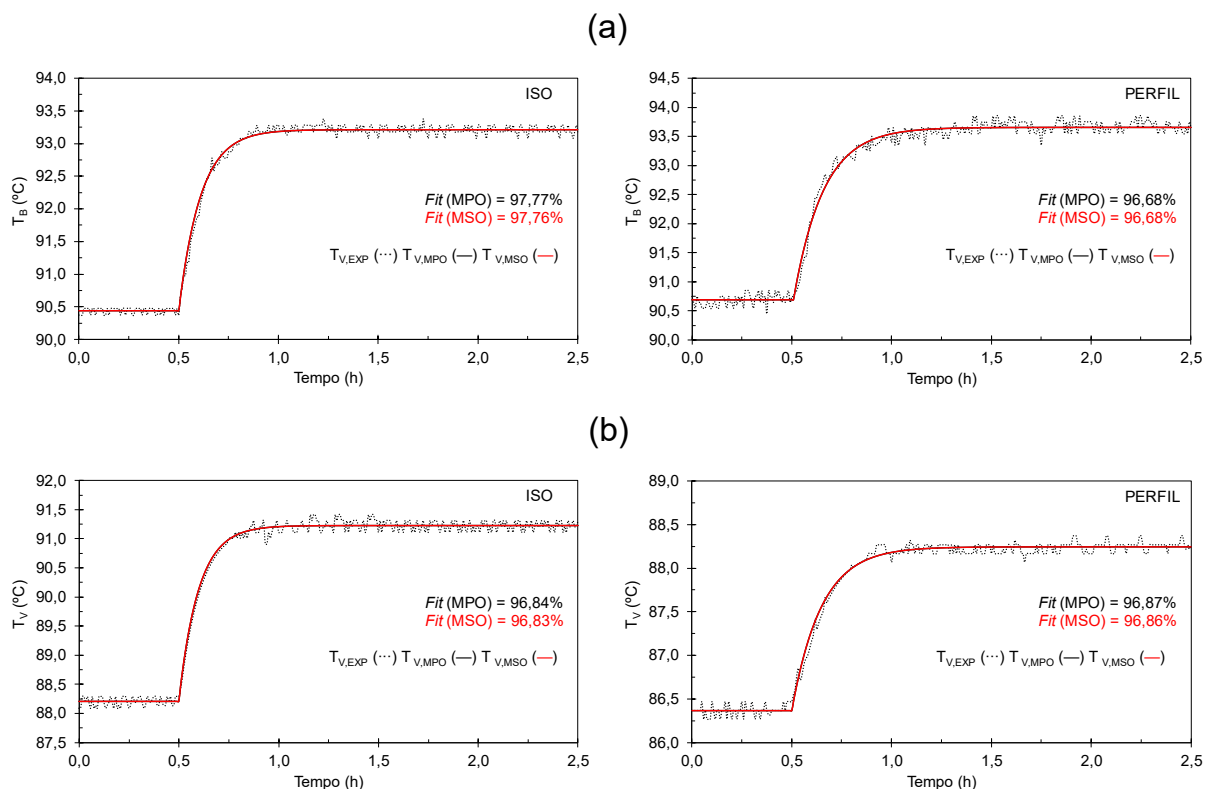 (a)
94,0
93,5
93,0
92,5
92,0
91,5
91,0
90,5
90,0
T_B (ºC)
ISO
Fit (MPO) = 97,77%
Fit (MSO) = 97,76%
T_V,EXP (···) T_V,MPO (—) T_V,MSO (—)
0,0 0,5 1,0 1,5 2,0 2,5
Tempo (h)
94,5
94,0
93,5
93,0
92,5
92,0
91,5
91,0
90,5
90,0
T_B (ºC)
PERFIL
Fit (MPO) = 96,68%
Fit (MSO) = 96,68%
T_V,EXP (···) T_V,MPO (—) T_V,MSO (—)
0,0 0,5 1,0 1,5 2,0 2,5
Tempo (h)
(b)
92,0
91,5
91,0
90,5
90,0
89,5
89,0
88,5
88,0
87,5
T_V (ºC)
ISO
Fit (MPO) = 96,84%
Fit (MSO) = 96,83%
T_V,EXP (···) T_V,MPO (—) T_V,MSO (—)
0,0 0,5 1,0 1,5 2,0 2,5
Tempo (h)
89,0
88,5
88,0
87,5
87,0
86,5
86,0
T_V (ºC)
PERFIL
Fit (MPO) = 96,87%
Fit (MSO) = 96,86%
T_V,EXP (···) T_V,MPO (—) T_V,MSO (—)
0,0 0,5 1,0 1,5 2,0 2,5
Tempo (h)